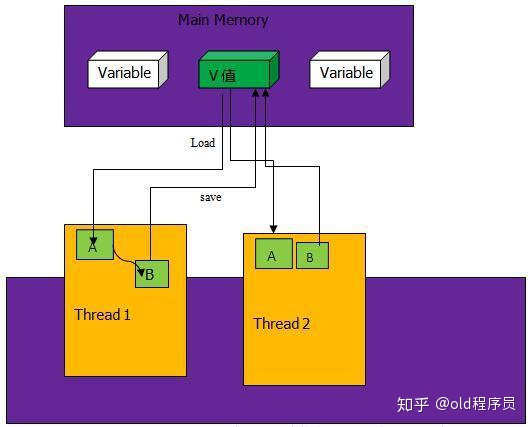 Main Memory
Variable
V 值
Variable
Load
save
A
B
Thread 1
A
B
Thread 2
知乎 @old程序员